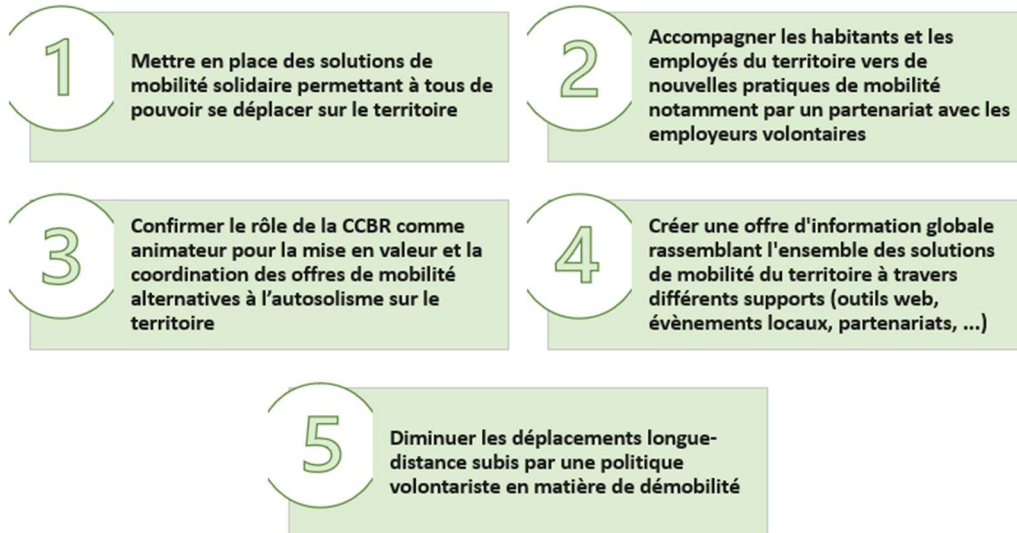 1
Mettre en place des solutions de
mobilité solidaire permettant à tous de
pouvoir se déplacer sur le territoire
2
Accompagner les habitants et les
employés du territoire vers de
nouvelles pratiques de mobilité
notamment par un partenariat avec les
employeurs volontaires
3
Confirmer le rôle de la CCBR comme
animateur pour la mise en valeur et la
coordination des offres de mobilité
alternatives à l’autosolisme sur le
territoire
4
Créer une offre d'information globale
rassemblant l'ensemble des solutions
de mobilité du territoire à travers
différents supports (outils web,
évènements locaux, partenariats, ...)
5
Diminuer les déplacements longue-
distance subis par une politique
volontariste en matière de démobilité